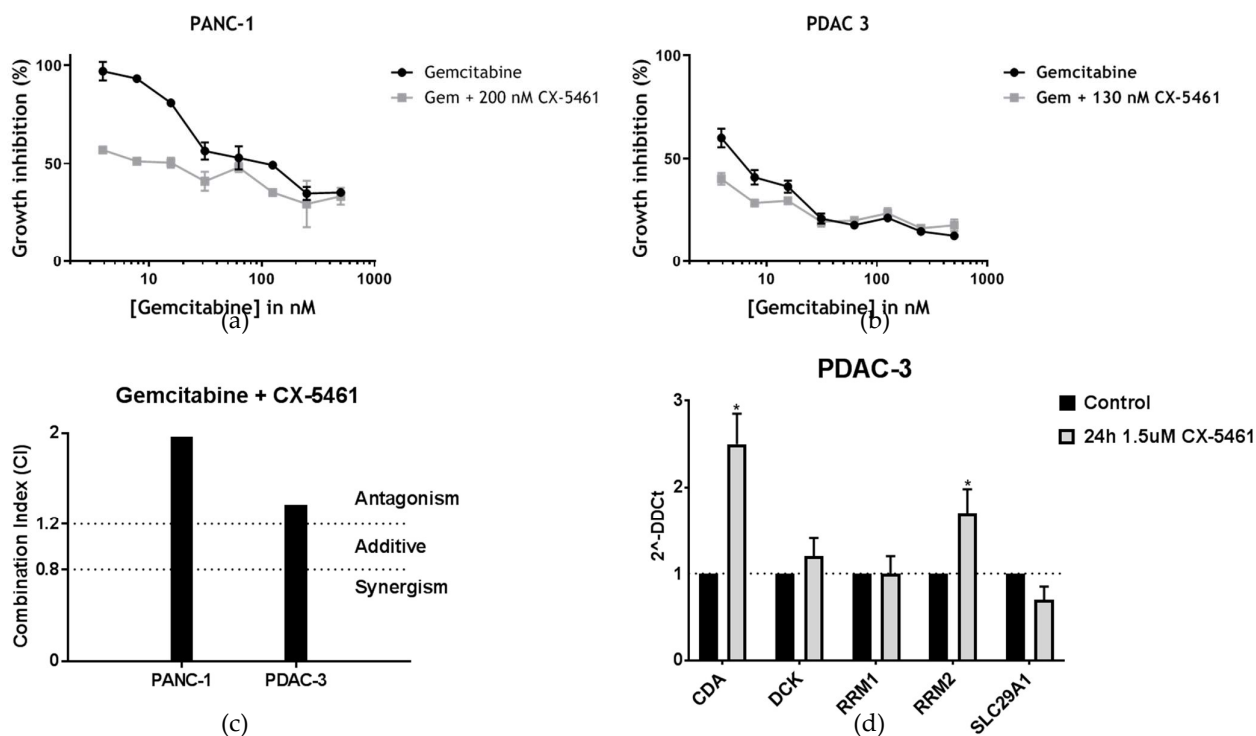 PANC-1
100
50
0
Growth inhibition (%)
10
100
1000
[Gemcitabine] in nM
Gemcitabine
Gem + 200 nM CX-5461
(a)
PDAC 3
100
50
0
Growth inhibition (%)
10
100
1000
[Gemcitabine] in nM
Gemcitabine
Gem + 130 nM CX-5461
(b)
Gemcitabine + CX-5461
2
1.2
0.8
0
Combination Index (CI)
Antagonism
Additive
Synergism
PANC-1
PDAC-3
(c)
PDAC-3
3
2
1
0
2^-DDCt
*
*
Control
24h 1.5uM CX-5461
CDA
DCK
RRM1
RRM2
SLC29A1
(d)